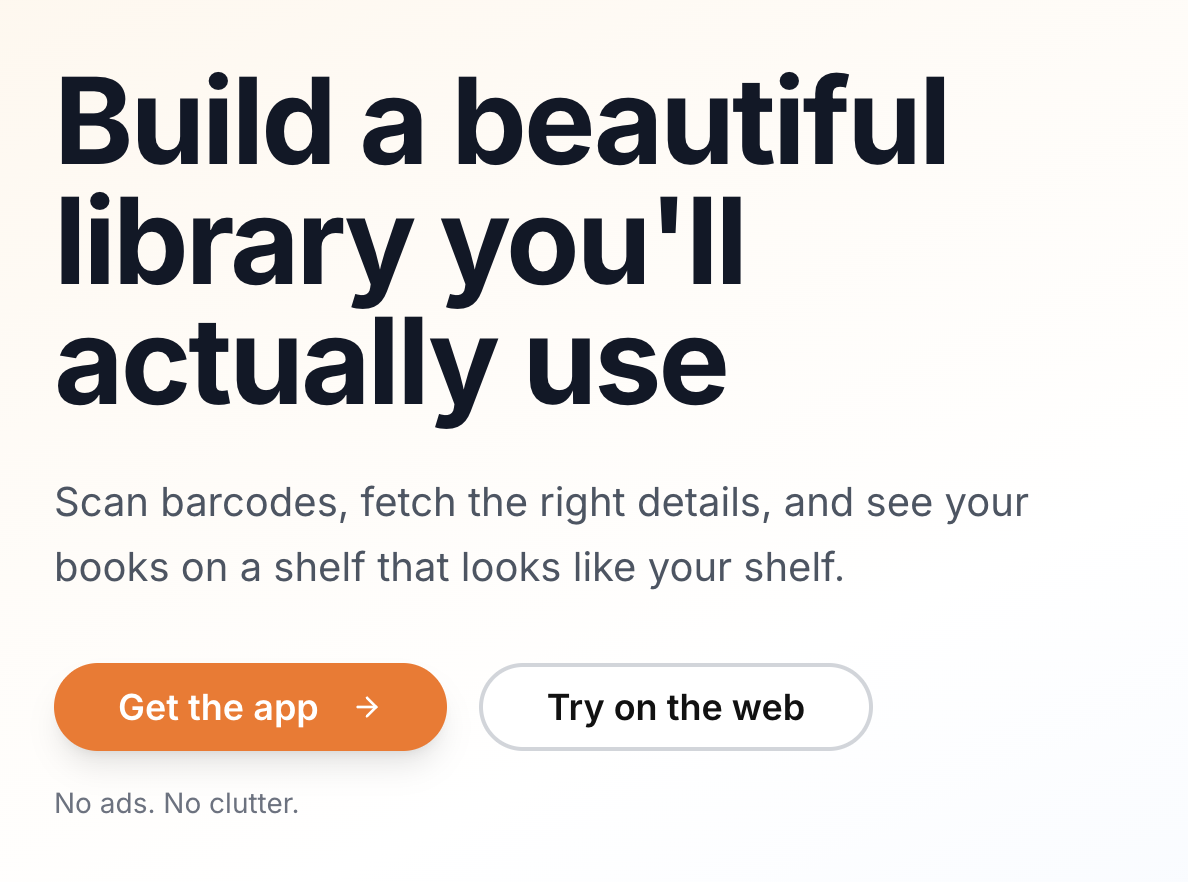 Build a beautiful
library you'll
actually use
Scan barcodes, fetch the right details, and see your
books on a shelf that looks like your shelf.
Get the app →
Try on the web
No ads. No clutter.